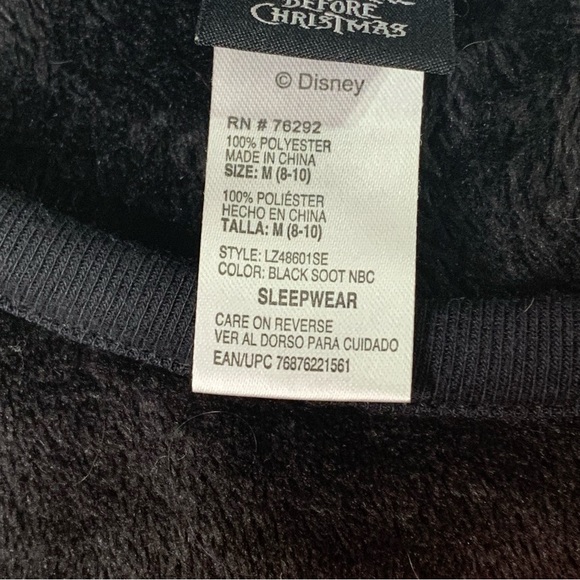 BEFORE
CHRISTMAS
© Disney
RN # 76292
100% POLYESTER
MADE IN CHINA
SIZE: M (8-10)
100% POLIÉSTER
HECHO EN CHINA
TALLA: M (8-10)
STYLE: LZ48601SE
COLOR: BLACK SOOT NBC
SLEEPWEAR
CARE ON REVERSE
VER AL DORSO PARA CUIDADO
EAN/UPC 76876221561